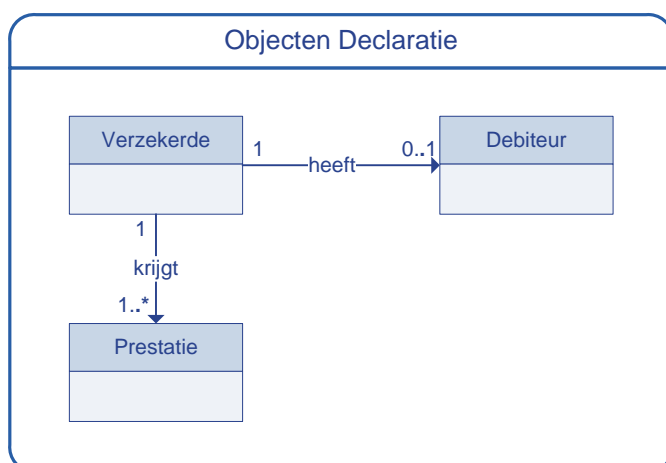 Objecten Declaratie
Verzekerde
Debiteur
1
0..1
heeft
1
krijgt
1..*
Prestatie